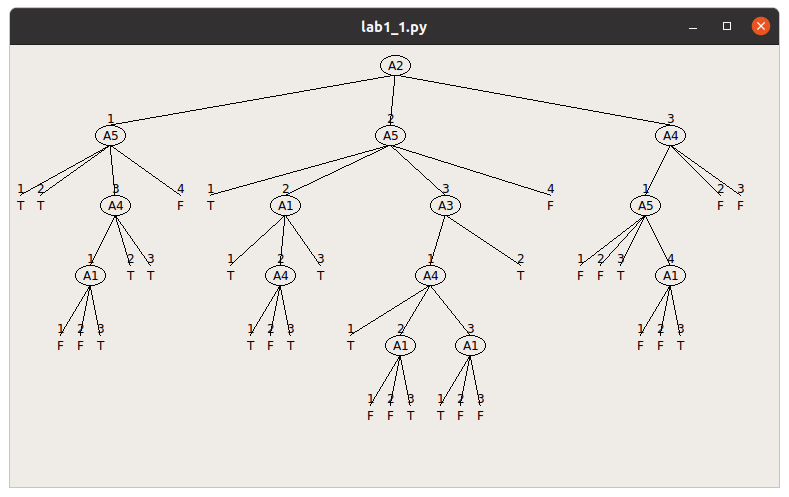 lab1_1.py
A2
1 2 3
A5 A5 A4
1 2 3 4 1 2 3 4 1 2 3
T T A4 F T A1 A3 F A5 F F
1 2 3 1 2 3 1 2 1 2 3 4
A1 T T T A4 T A4 T F F T A1
1 2 3 1 2 3 1 2 3 1 2 3
F F T T F T T A1 A1 F F T
1 2 3 1 2 3
F F T T F F